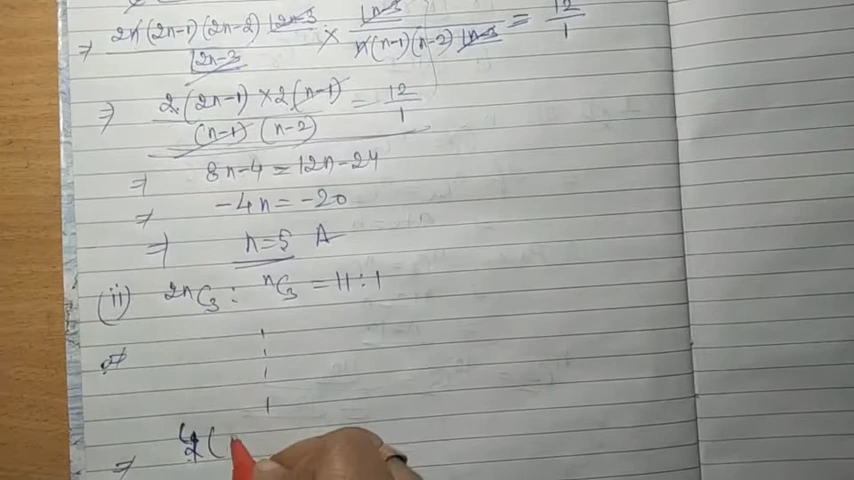 ⇒ 2n(2n-1)(2n-2) |2n-3 / |2n-3 × |n-3 / n(n-1)(n-2) |n-3 = 12/1
⇒ 2(2n-1)×2(n-1) / (n-1)(n-2) = 12/1
⇒ 8n-4 = 12n-24
⇒ -4n = -20
⇒ n=5 A
(ii) 2nC3 : nC3 = 11:1
⇒
⇒ 4(